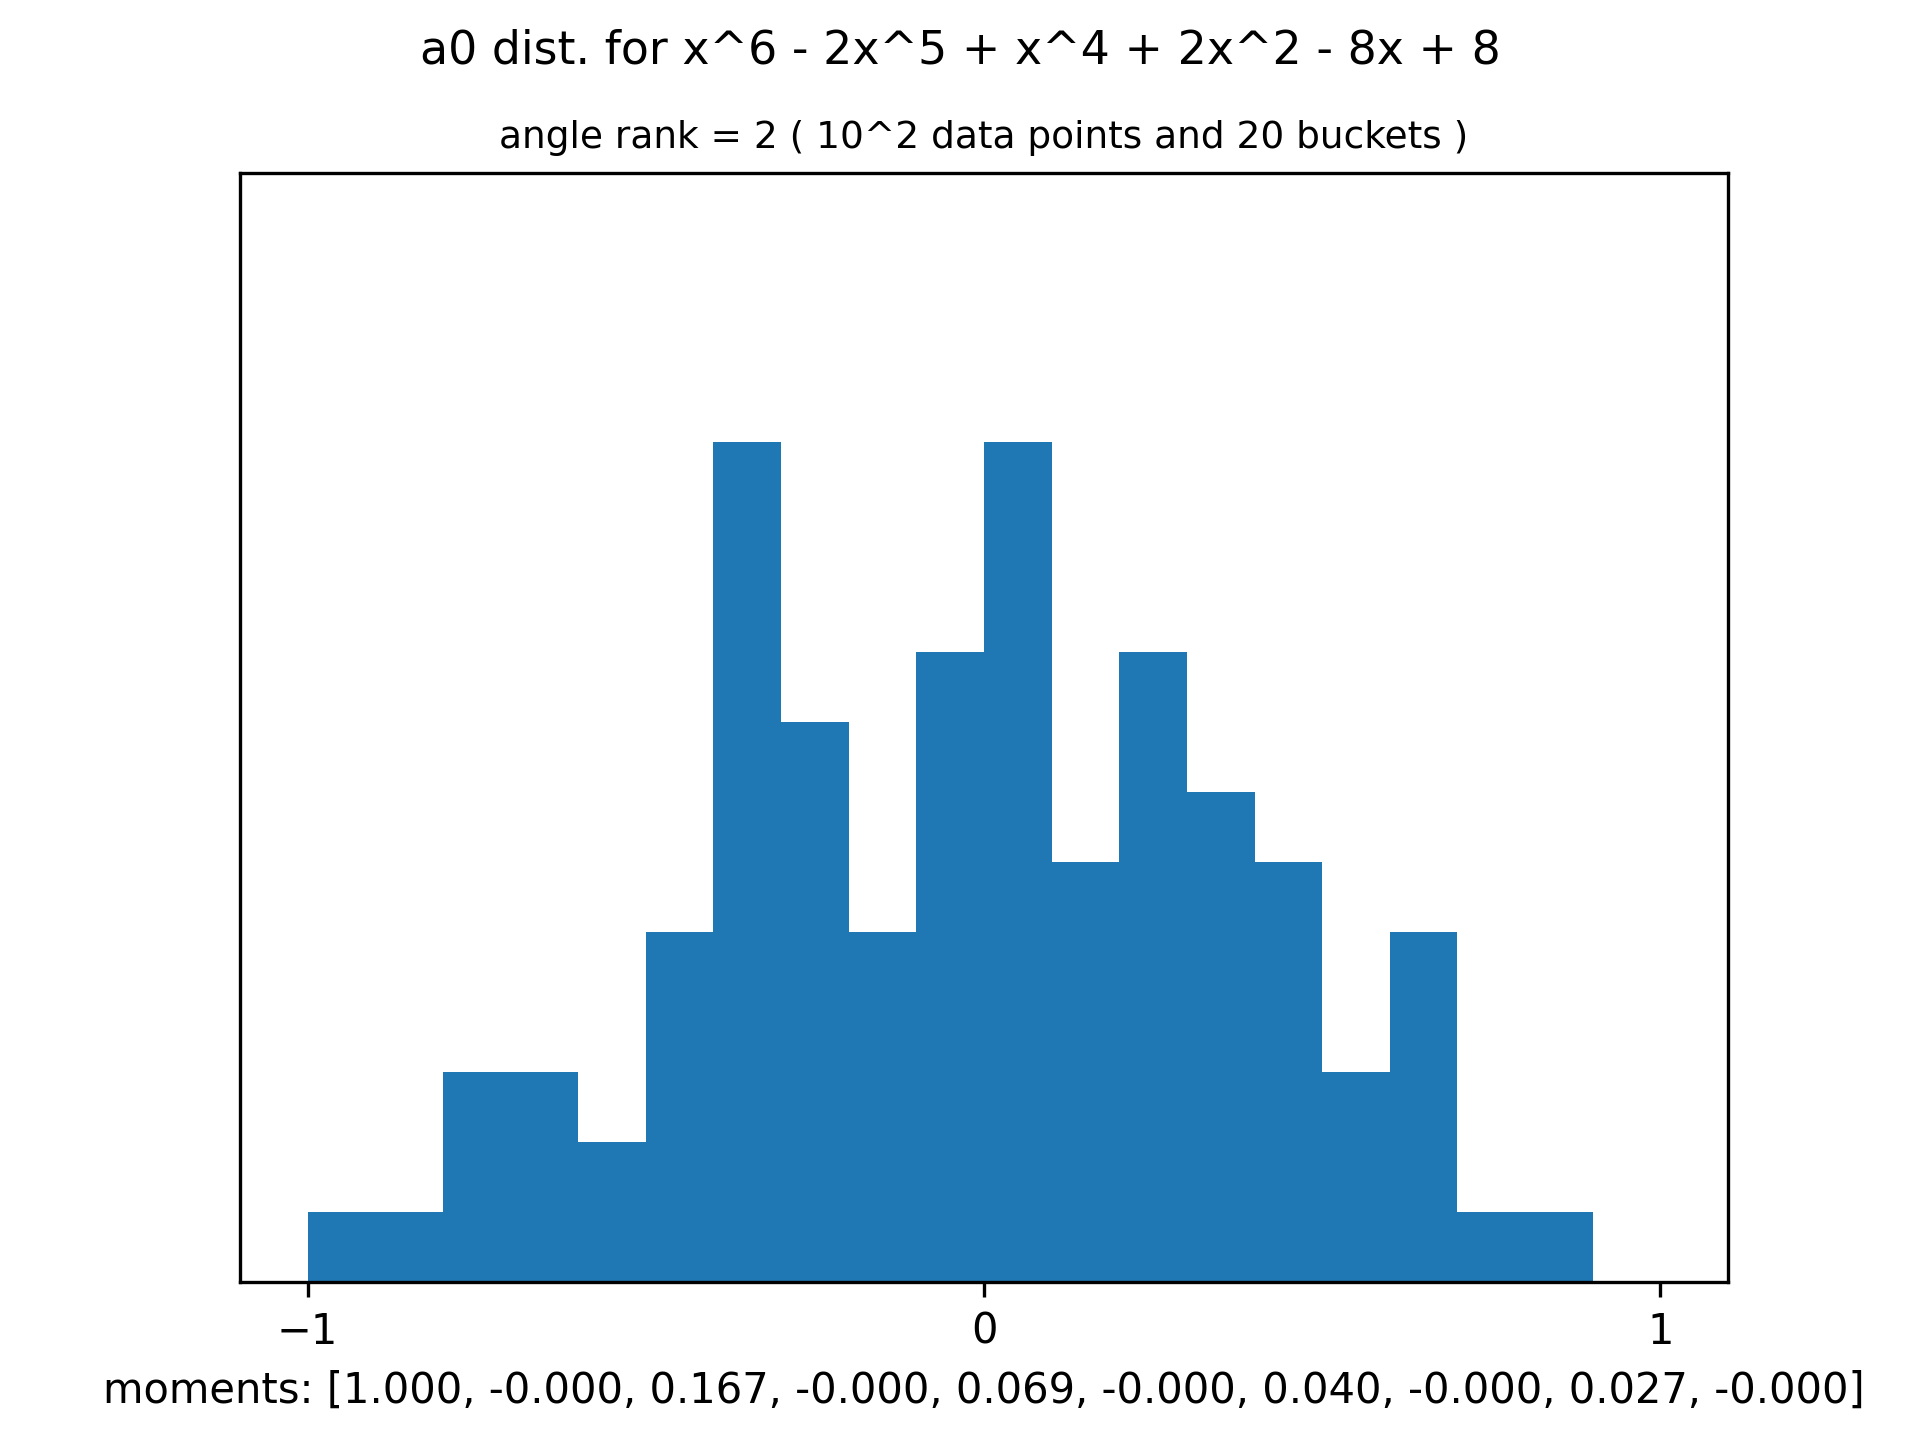 a0 dist. for x^6 - 2x^5 + x^4 + 2x^2 - 8x + 8
angle rank = 2 ( 10^2 data points and 20 buckets )
−1 0 1
moments: [1.000, -0.000, 0.167, -0.000, 0.069, -0.000, 0.040, -0.000, 0.027, -0.000]